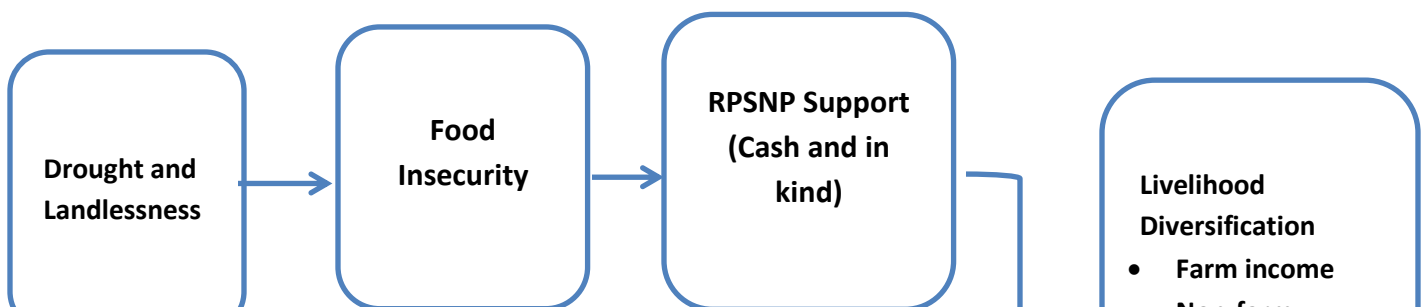 Drought and
Landlessness
Food
Insecurity
RPSNP Support
(Cash and in
kind)
Livelihood
Diversification
• Farm income